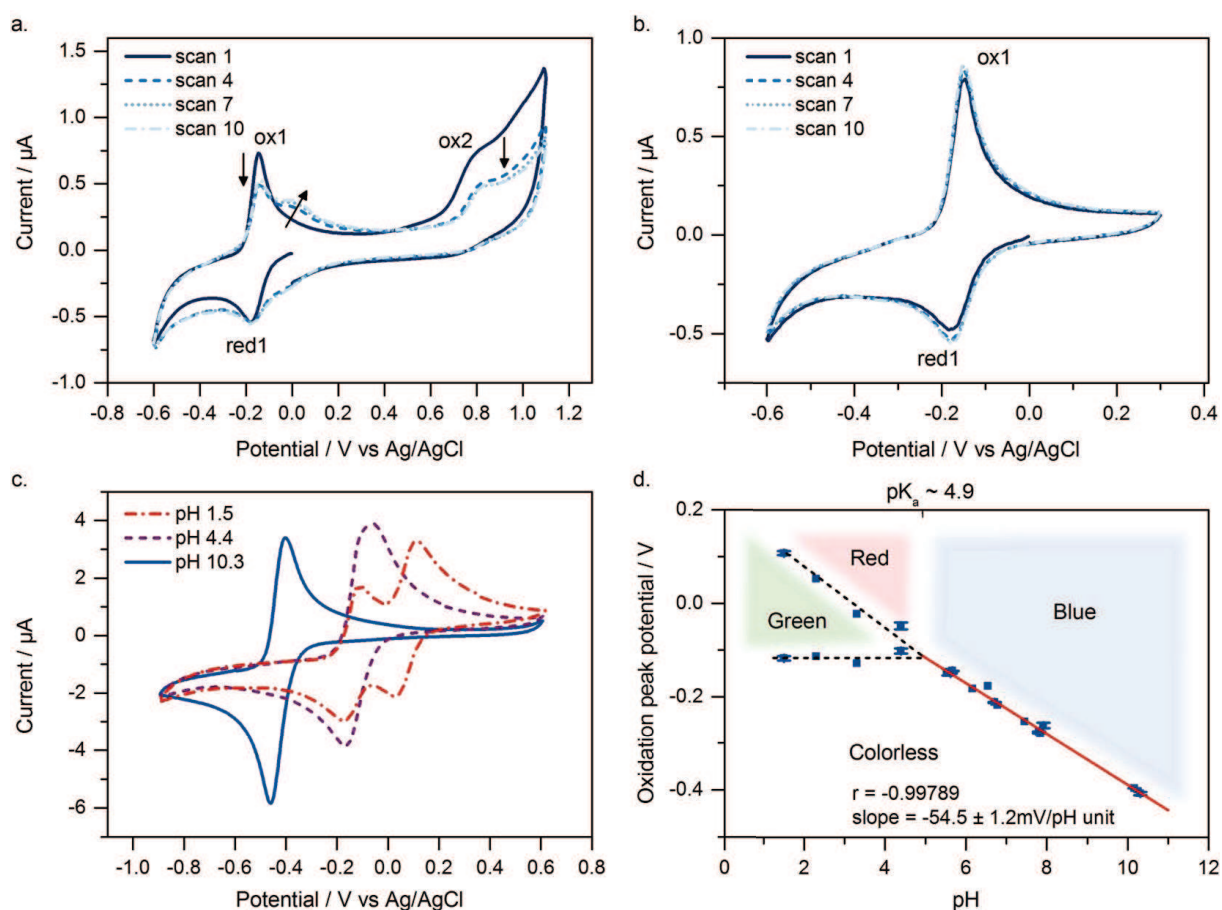 a.
1.5
1.0
0.5
0.0
-0.5
-1.0
Current / µA
scan 1
scan 4
scan 7
scan 10
ox1
ox2
red1
-0.8 -0.6 -0.4 -0.2 0.0 0.2 0.4 0.6 0.8 1.0 1.2
Potential / V vs Ag/AgCl
b.
1.0
0.5
0.0
-0.5
Current / µA
scan 1
scan 4
scan 7
scan 10
ox1
red1
-0.6 -0.4 -0.2 0.0 0.2 0.4
Potential / V vs Ag/AgCl
c.
4
2
0
-2
-4
-6
Current / µA
pH 1.5
pH 4.4
pH 10.3
-1.0 -0.8 -0.6 -0.4 -0.2 0.0 0.2 0.4 0.6 0.8
Potential / V vs Ag/AgCl
d.
pKa ~ 4.9
0.2
0.0
-0.2
-0.4
Oxidation peak potential / V
Red
Green
Blue
Colorless
r = -0.99789
slope = -54.5 ± 1.2mV/pH unit
0 2 4 6 8 10 12
pH